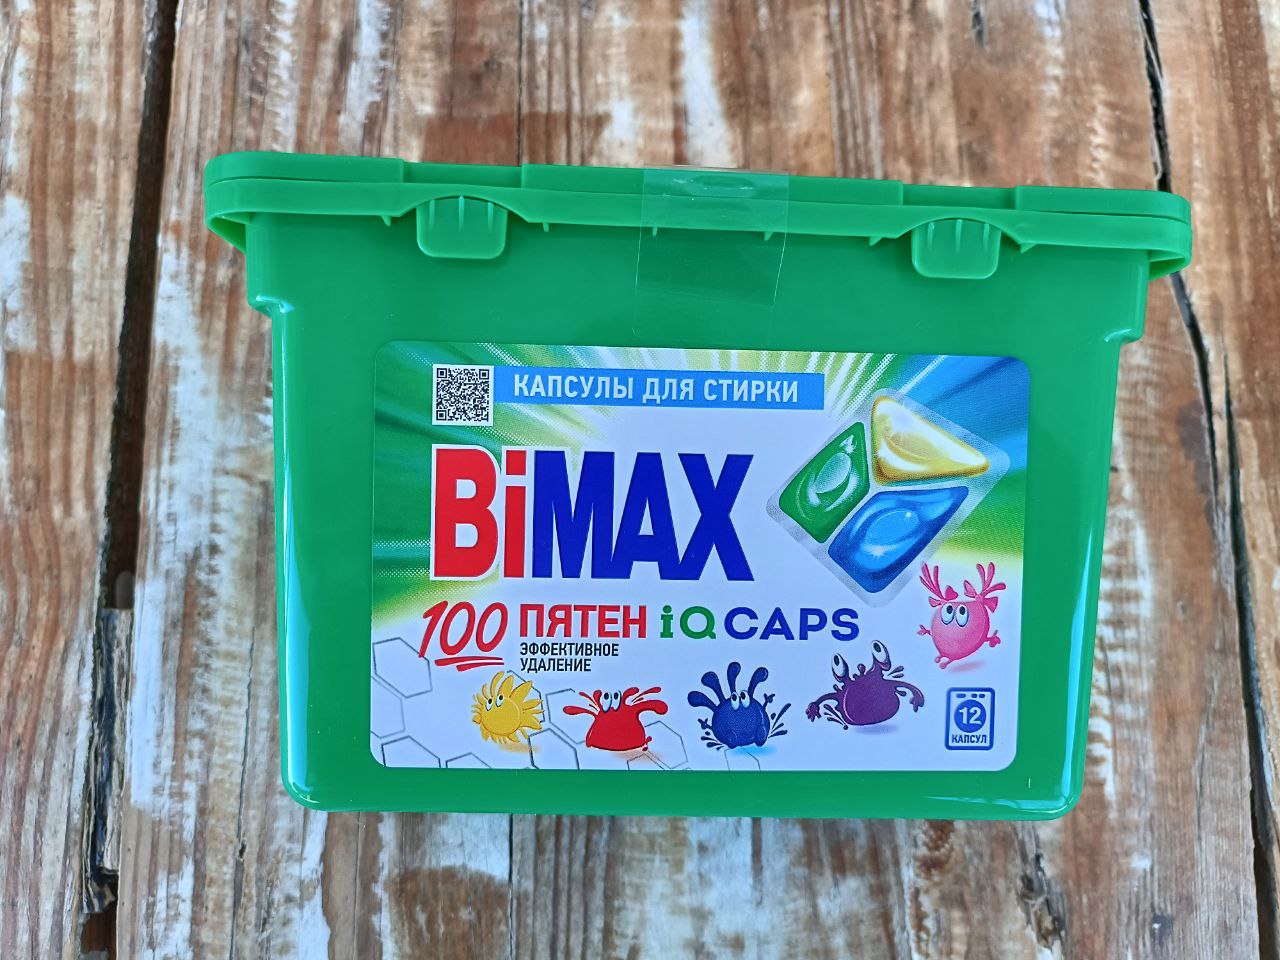 КАПСУЛЫ ДЛЯ СТИРКИ
BiMAX
100 ПЯТЕН iQ CAPS
ЭФФЕКТИВНОЕ
УДАЛЕНИЕ
12
КАПСУЛ